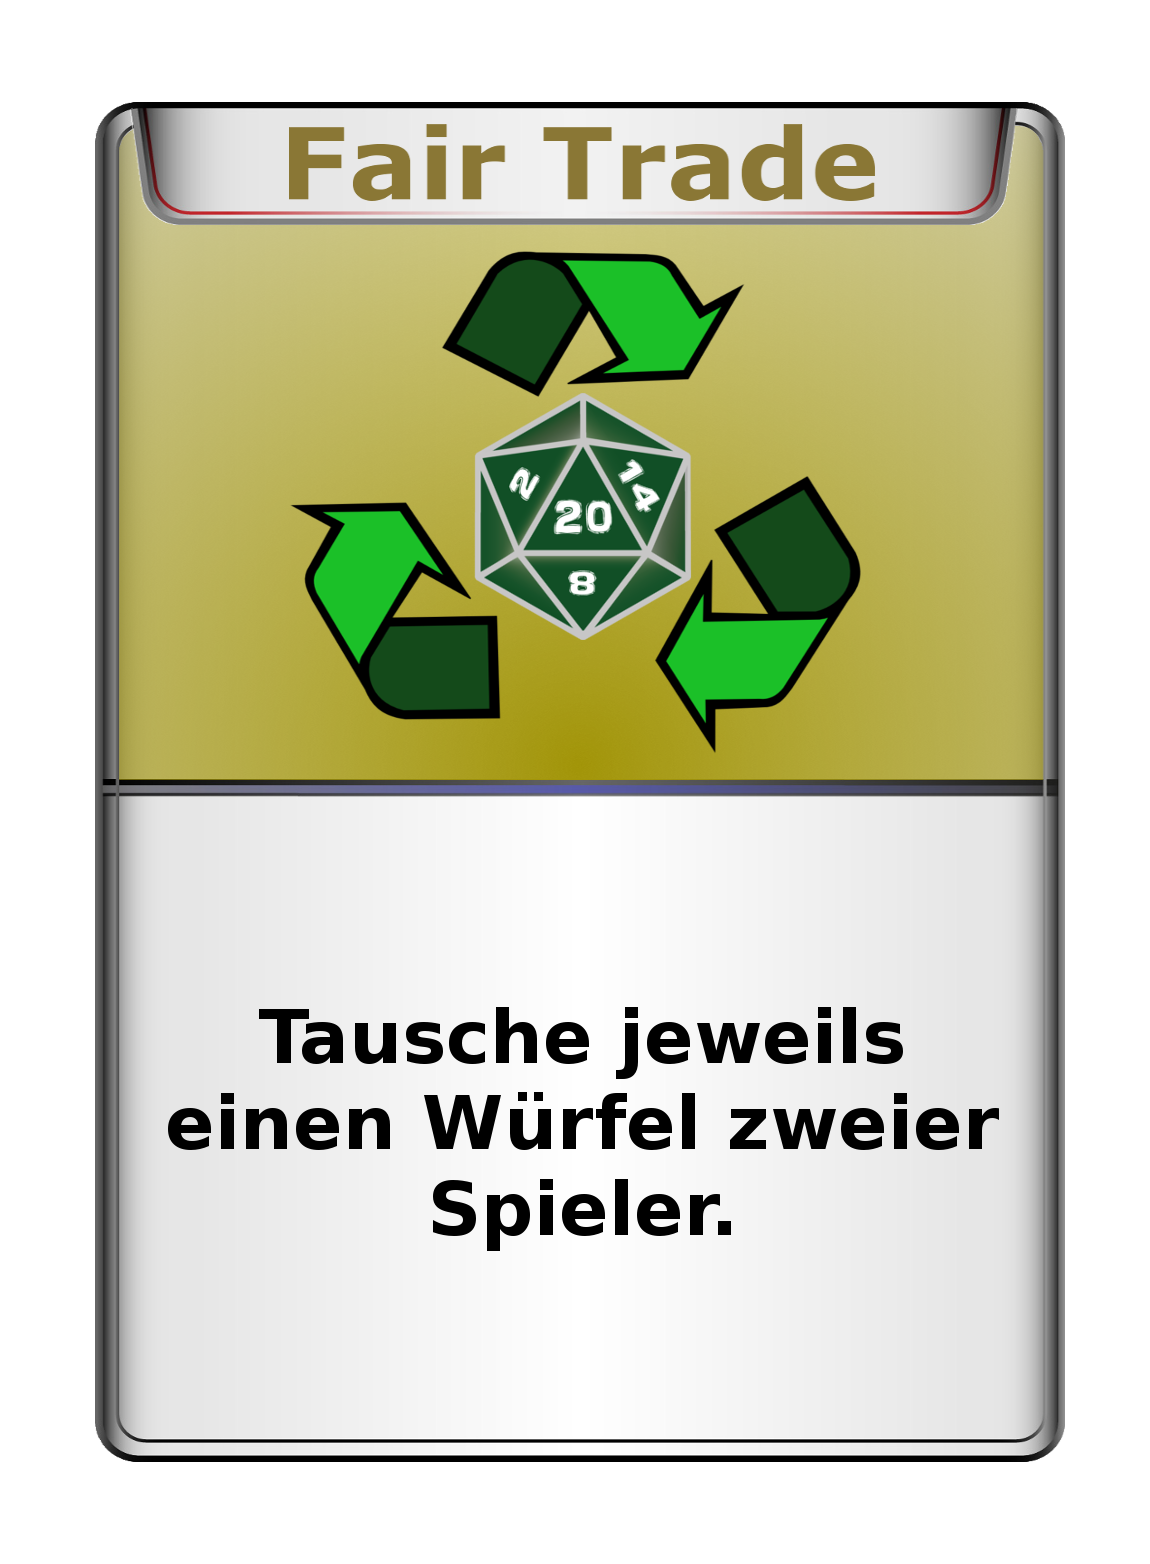 Fair Trade
2
14
20
8
Tausche jeweils
einen Würfel zweier
Spieler.